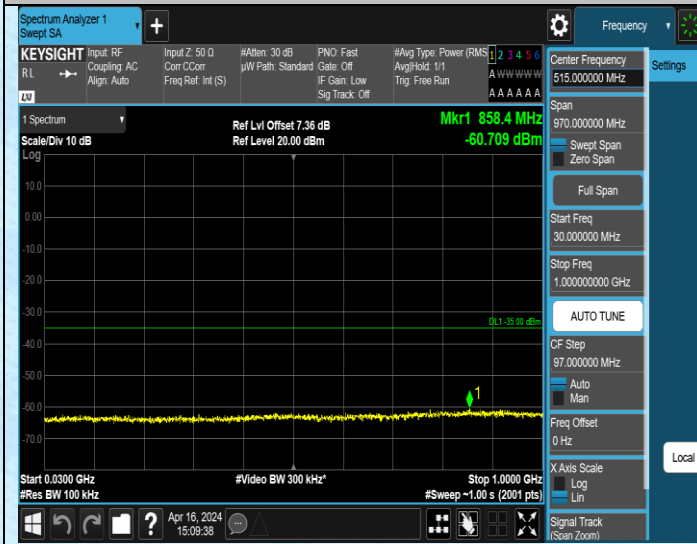 Spectrum Analyzer 1
Swept SA
+
Frequency
KEYSIGHT
RL
LXI
Input: RF
Coupling: AC
Align: Auto
Input Z: 50 Ω
Corr CCorr
Freq Ref: Int (S)
#Atten: 30 dB
µW Path: Standard
PNO: Fast
Gate: Off
IF Gain: Low
Sig Track: Off
#Avg Type: Power (RMS
Avg|Hold: 1/1
Trig: Free Run
1 2 3 4 5 6
A W W W W W
A A A A A A
1 Spectrum
Scale/Div 10 dB
Log
Ref Lvl Offset 7.36 dB
Ref Level 20.00 dBm
Mkr1 858.4 MHz
-60.709 dBm
10.0
0.00
-10.0
-20.0
-30.0
DL1 -35.00 dBm
-40.0
-50.0
1
-60.0
-70.0
Start 0.0300 GHz
#Res BW 100 kHz
#Video BW 300 kHz*
Stop 1.0000 GHz
#Sweep ~1.00 s (2001 pts)
Center Frequency
515.000000 MHz
Settings
Span
970.000000 MHz
Swept Span
Zero Span
Full Span
Start Freq
30.000000 MHz
Stop Freq
1.000000000 GHz
AUTO TUNE
CF Step
97.000000 MHz
Auto
Man
Freq Offset
0 Hz
Local
X Axis Scale
Log
Lin
Signal Track
(Span Zoom)
?
Apr 16, 2024
15:09:38